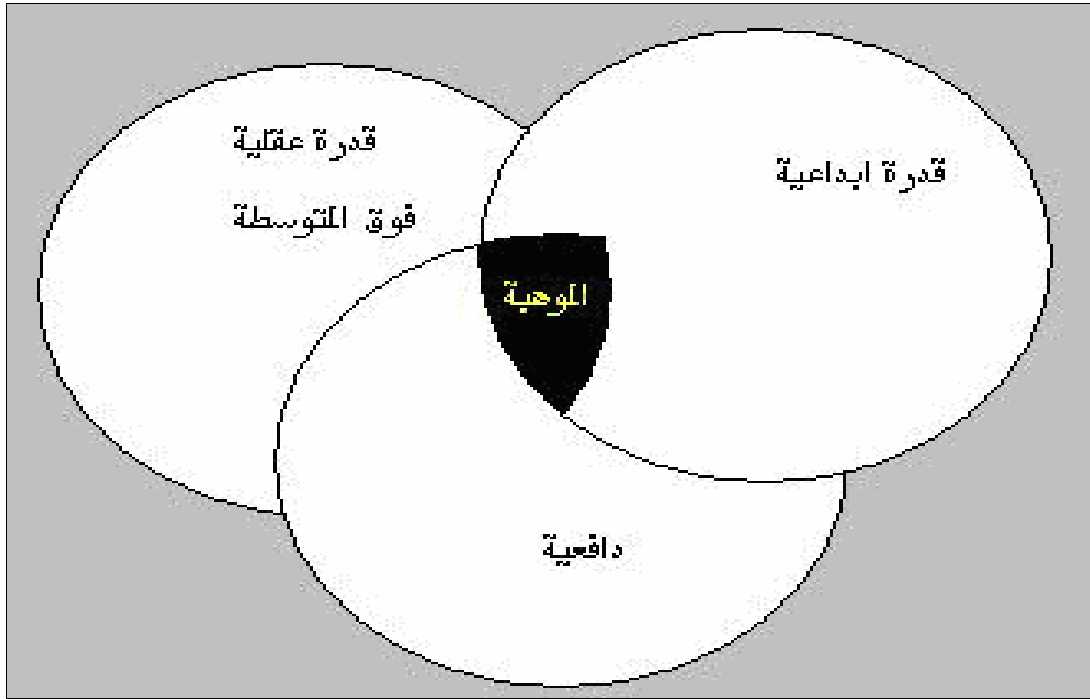 قدرة عقلية
فوق المتوسطة
قدرة ابداعية
الموهبة
دافعية